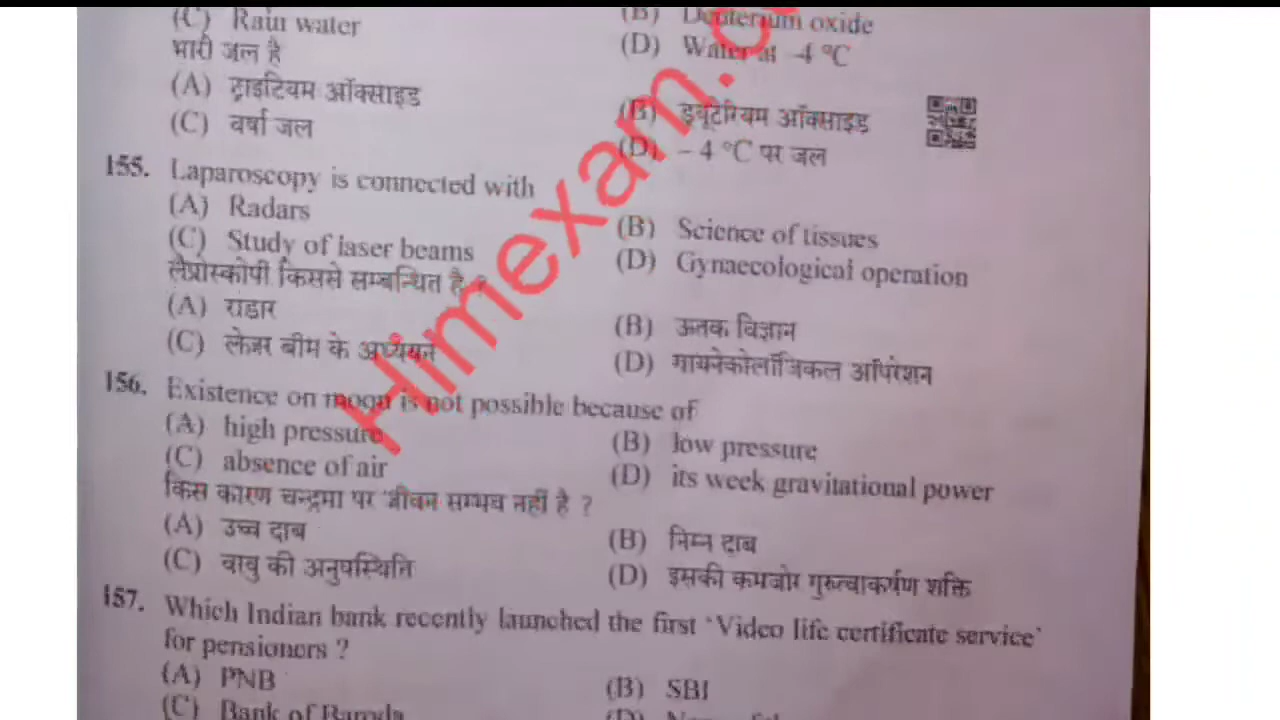 (C) Rain water (B) Deuterium oxide
भारी जल है (D) Water at -4 °C
(A) ट्राइटियम ऑक्साइड (B) ड्यूटेरियम ऑक्साइड
(C) वर्षा जल (D) – 4 °C पर जल
155. Laparoscopy is connected with
(A) Radars (B) Science of tissues
(C) Study of laser beams (D) Gynaecological operation
लैप्रोस्कोपी किससे सम्बन्धित है ?
(A) राडार (B) ऊतक विज्ञान
(C) लेजर बीम के अध्ययन (D) गायनेकोलॉजिकल ऑपरेशन
156. Existence on moon is not possible because of
(A) high pressure (B) low pressure
(C) absence of air (D) its week gravitational power
किस कारण चन्द्रमा पर जीवन सम्भव नहीं है ?
(A) उच्च दाब (B) निम्न दाब
(C) वायु की अनुपस्थिति (D) इसकी कमजोर गुरुत्वाकर्षण शक्ति
157. Which Indian bank recently launched the first 'Video life certificate service'
for pensioners ?
(A) PNB (B) SBI
(C) Bank of Baroda (D)
Himexam.c